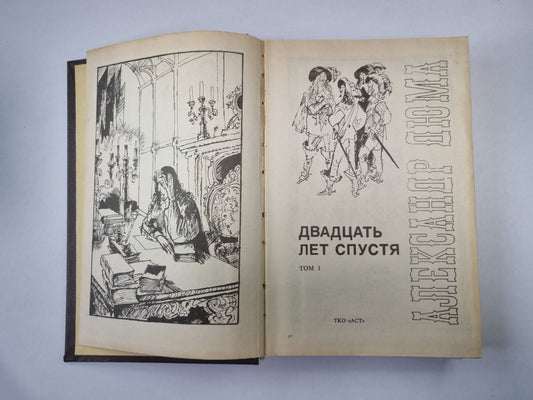 АЛЕКСАНДР ДЮМА
ДВАДЦАТЬ
ЛЕТ СПУСТЯ
ТОМ 1
ТКО «АСТ»